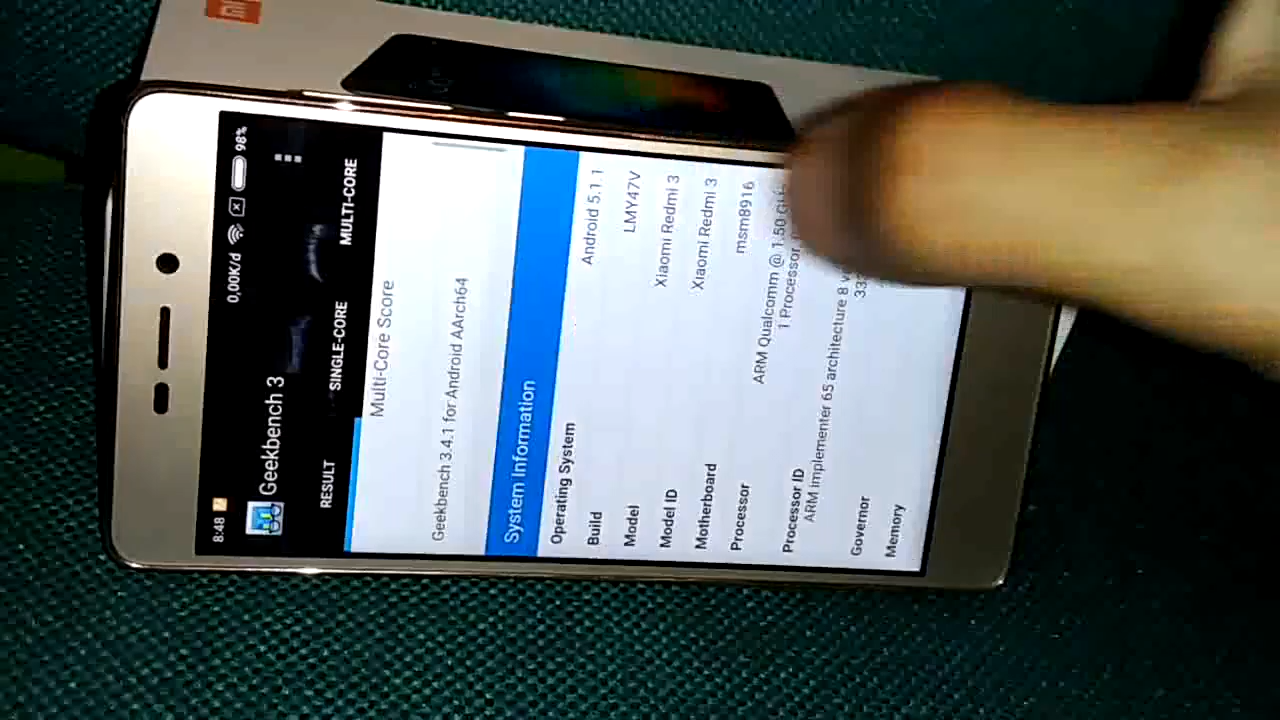 8:48
0,00K/d
98%
Geekbench 3
RESULT
SINGLE-CORE
MULTI-CORE
Multi-Core Score
Geekbench 3.4.1 for Android AArch64
System Information
Operating System
Android 5.1.1
Build
LMY47V
Model
Xiaomi Redmi 3
Model ID
Xiaomi Redmi 3
Motherboard
msm8916
Processor
ARM Qualcomm @ 1.50
1 Processor,
Processor ID
ARM implementer 65 architecture 8
Governor
Memory
mi